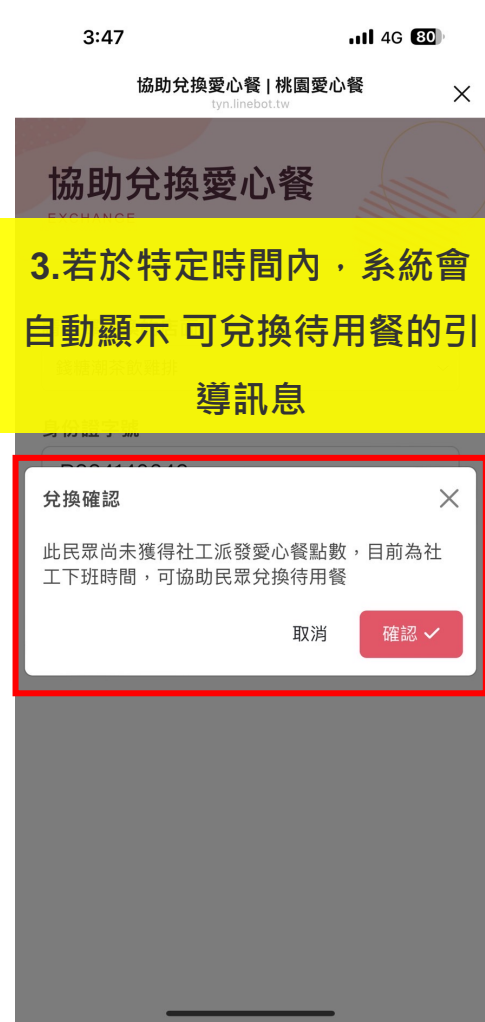 3:47
4G 80
協助兌換愛心餐 | 桃園愛心餐
tyn.linebot.tw
協助兌換愛心餐
EXCHANGE
3.若於特定時間內，系統會
自動顯示 可兌換待用餐的引
導訊息
身份證字號
兌換確認
此民眾尚未獲得社工派發愛心餐點數，目前為社
工下班時間，可協助民眾兌換待用餐
取消
確認